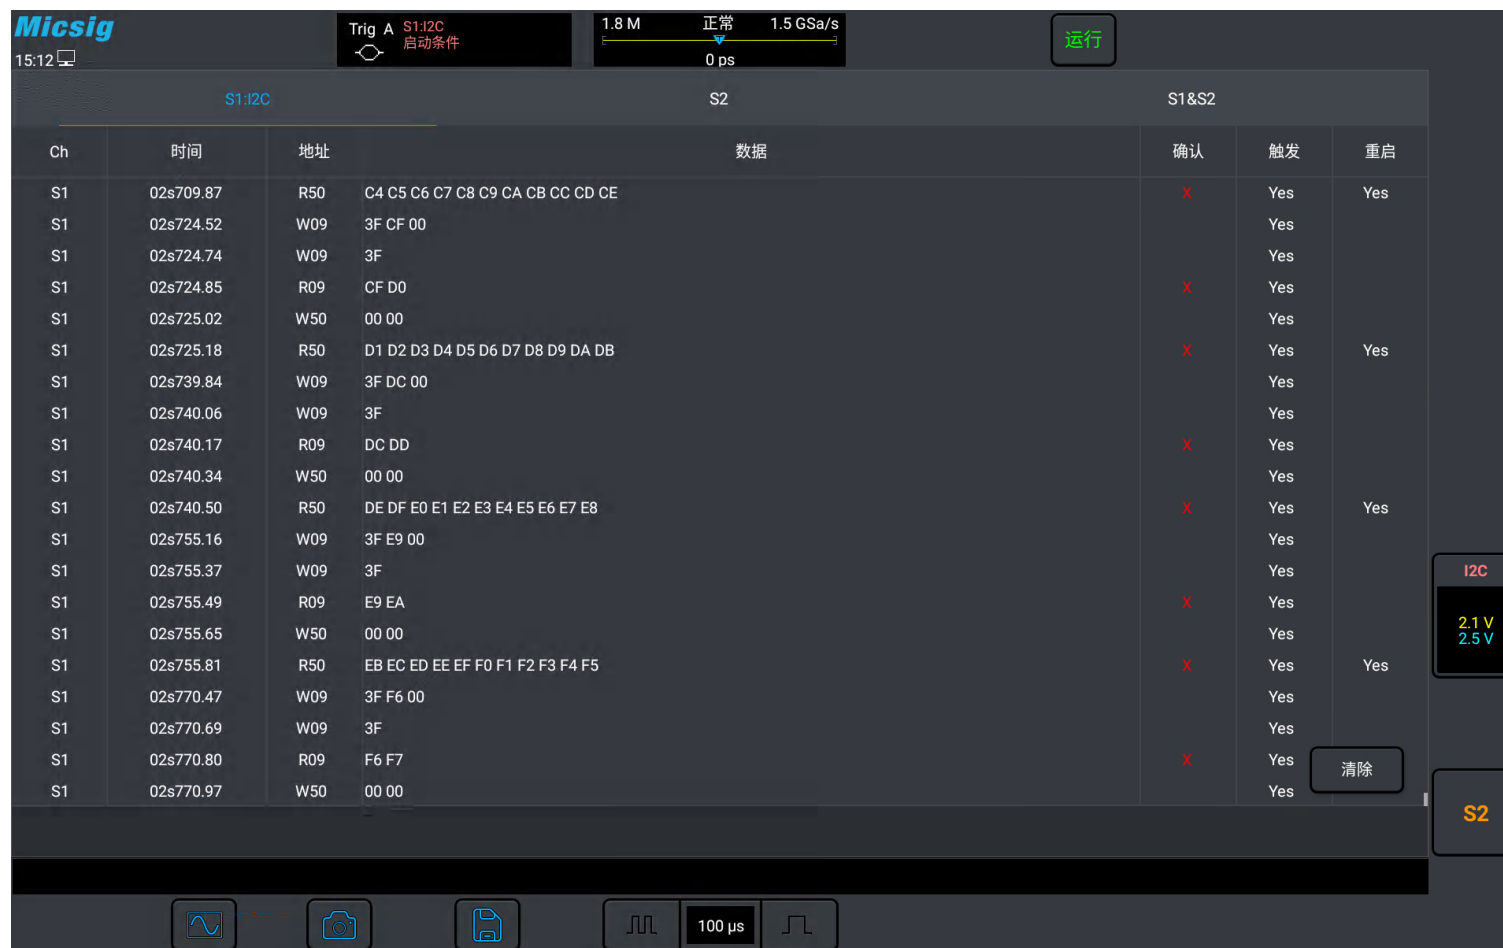 Micsig
Trig A S1:I2C
启动条件
1.8 M 正常 1.5 GSa/s
T
0 ps
运行
15:12
S1:I2C S2 S1&S2
Ch 时间 地址 数据 确认 触发 重启
S1 02s709.87 R50 C4 C5 C6 C7 C8 C9 CA CB CC CD CE X Yes Yes
S1 02s724.52 W09 3F CF 00 Yes
S1 02s724.74 W09 3F Yes
S1 02s724.85 R09 CF D0 X Yes
S1 02s725.02 W50 00 00 Yes
S1 02s725.18 R50 D1 D2 D3 D4 D5 D6 D7 D8 D9 DA DB X Yes Yes
S1 02s739.84 W09 3F DC 00 Yes
S1 02s740.06 W09 3F Yes
S1 02s740.17 R09 DC DD X Yes
S1 02s740.34 W50 00 00 Yes
S1 02s740.50 R50 DE DF E0 E1 E2 E3 E4 E5 E6 E7 E8 X Yes Yes
S1 02s755.16 W09 3F E9 00 Yes
S1 02s755.37 W09 3F Yes
S1 02s755.49 R09 E9 EA X Yes
S1 02s755.65 W50 00 00 Yes
S1 02s755.81 R50 EB EC ED EE EF F0 F1 F2 F3 F4 F5 X Yes Yes
S1 02s770.47 W09 3F F6 00 Yes
S1 02s770.69 W09 3F Yes
S1 02s770.80 R09 F6 F7 X Yes
S1 02s770.97 W50 00 00 Yes
清除
I2C
2.1 V
2.5 V
S2
100 µs